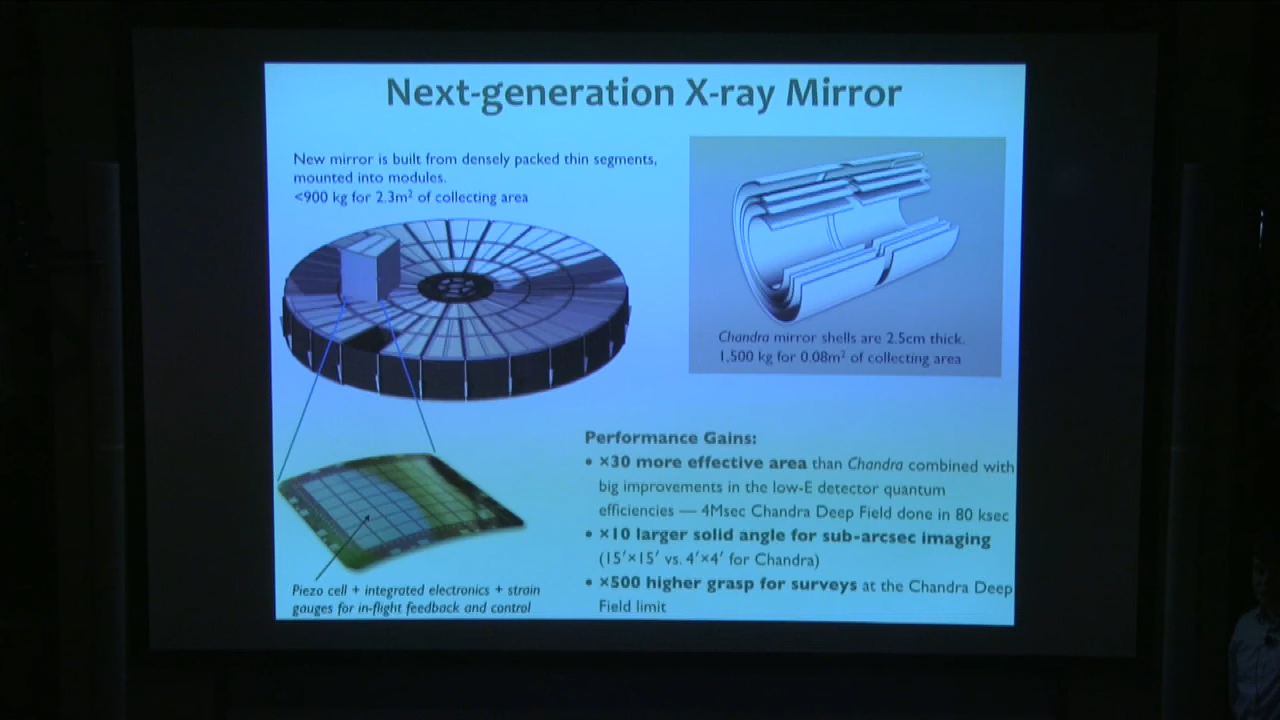 Next-generation X-ray Mirror
New mirror is built from densely packed thin segments,
mounted into modules.
<900 kg for 2.3m² of collecting area
Chandra mirror shells are 2.5cm thick.
1,500 kg for 0.08m² of collecting area
Performance Gains:
• ×30 more effective area than Chandra combined with
big improvements in the low-E detector quantum
efficiencies — 4Msec Chandra Deep Field done in 80 ksec
• ×10 larger solid angle for sub-arcsec imaging
(15′×15′ vs. 4′×4′ for Chandra)
• ×500 higher grasp for surveys at the Chandra Deep
Field limit
Piezo cell + integrated electronics + strain
gauges for in-flight feedback and control